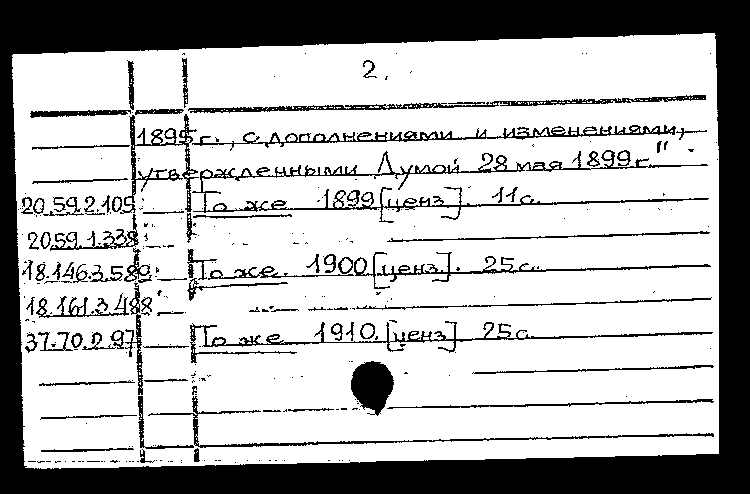 2.
1895 г., с дополнениями и изменениями,
утвержденными Думой 28 мая 1899 г."
20.59.2.105 То же 1899 [ценз]. 11 с.
20.59.1.338
18.146.3.589 То же. 1900 [ценз]. 25 с.
18.161.3.488
37.70.2.97 То же 1910. [ценз] 25 с.